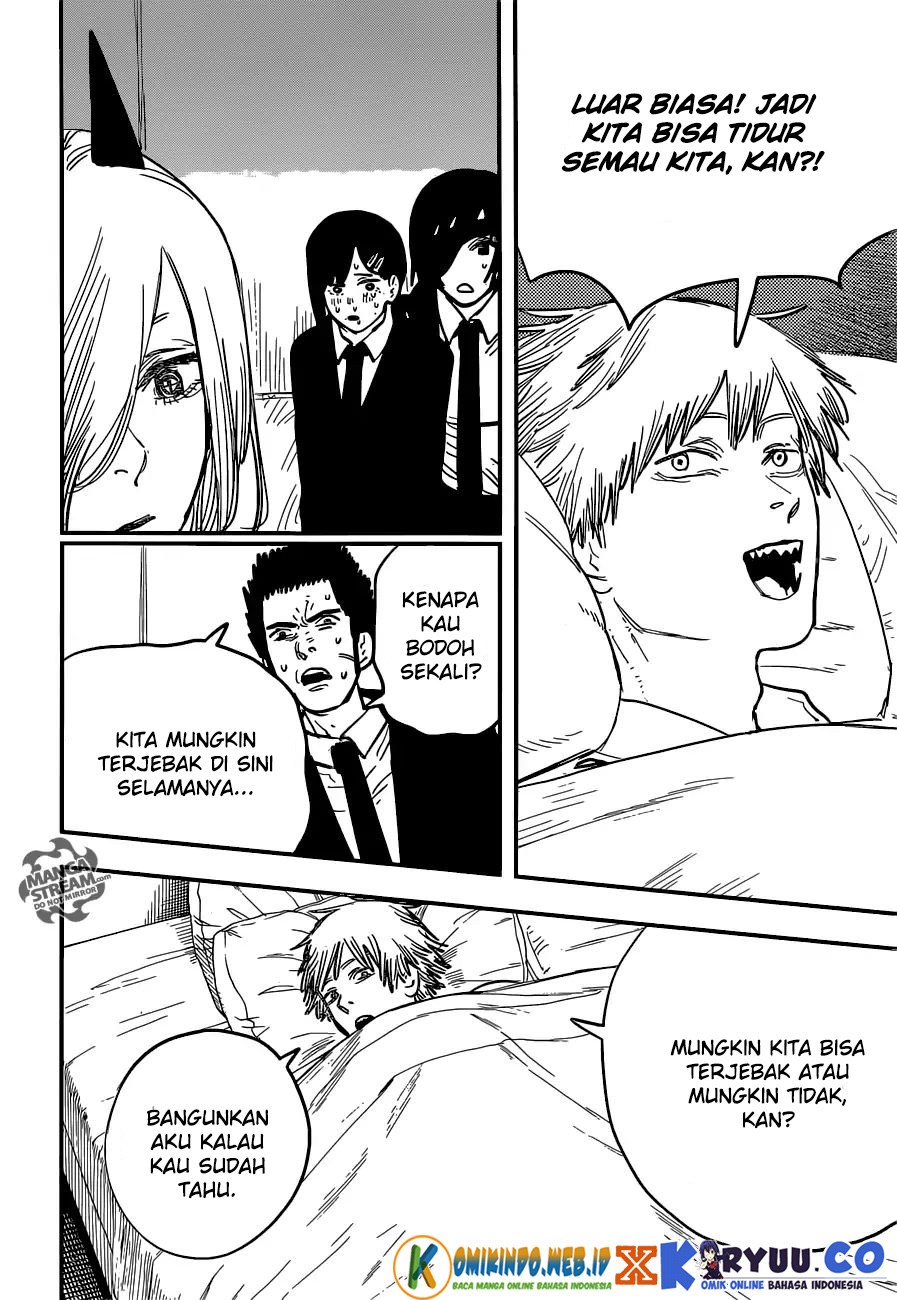 LUAR BIASA! JADI
KITA BISA TIDUR
SEMAU KITA, KAN?!
KENAPA
KAU
BODOH
SEKALI?
KITA MUNGKIN
TERJEBAK DI SINI
SELAMANYA...
MUNGKIN KITA BISA
TERJEBAK ATAU
MUNGKIN TIDAK,
KAN?
BANGUNKAN
AKU KALAU
KAU SUDAH
TAHU.
MANGA
STREAM.com
DO NOT MIRROR
KOMIKINDO.WEB.ID
BACA MANGA ONLINE BAHASA INDONESIA
X
KIRYUU.CO
OMIK ONLINE BAHASA INDONESIA